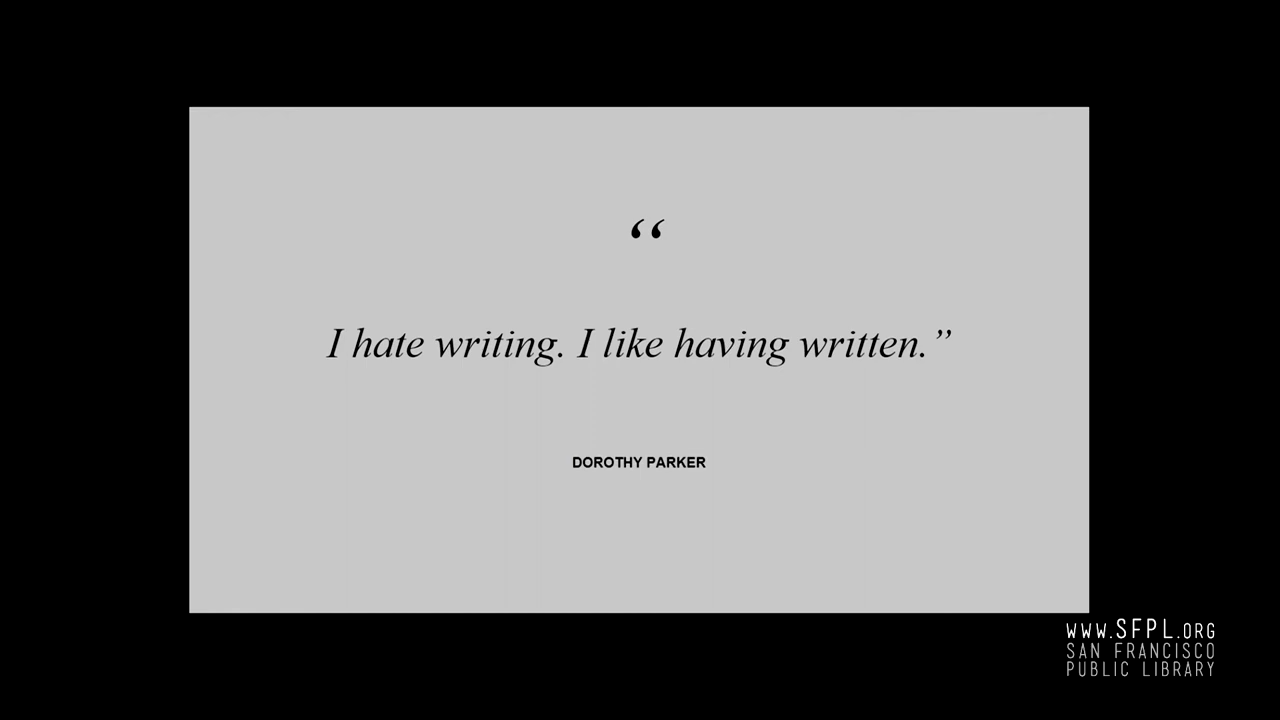 “
I hate writing. I like having written.”
DOROTHY PARKER
WWW.SFPL.ORG
SAN FRANCISCO
PUBLIC LIBRARY